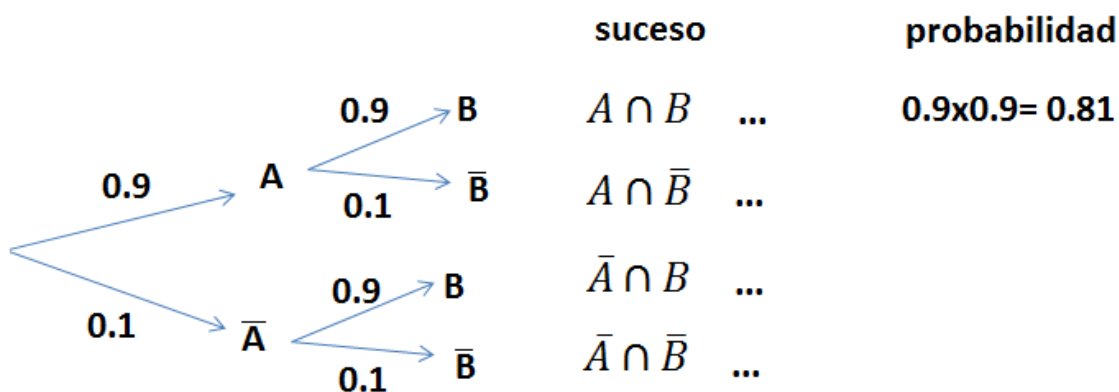 suceso probabilidad
0.9 B A ∩ B ... 0.9x0.9= 0.81
0.9 A 0.1 B̅ A ∩ B̅ ...
0.9 B A̅ ∩ B ...
0.1 A̅ 0.1 B̅ A̅ ∩ B̅ ...